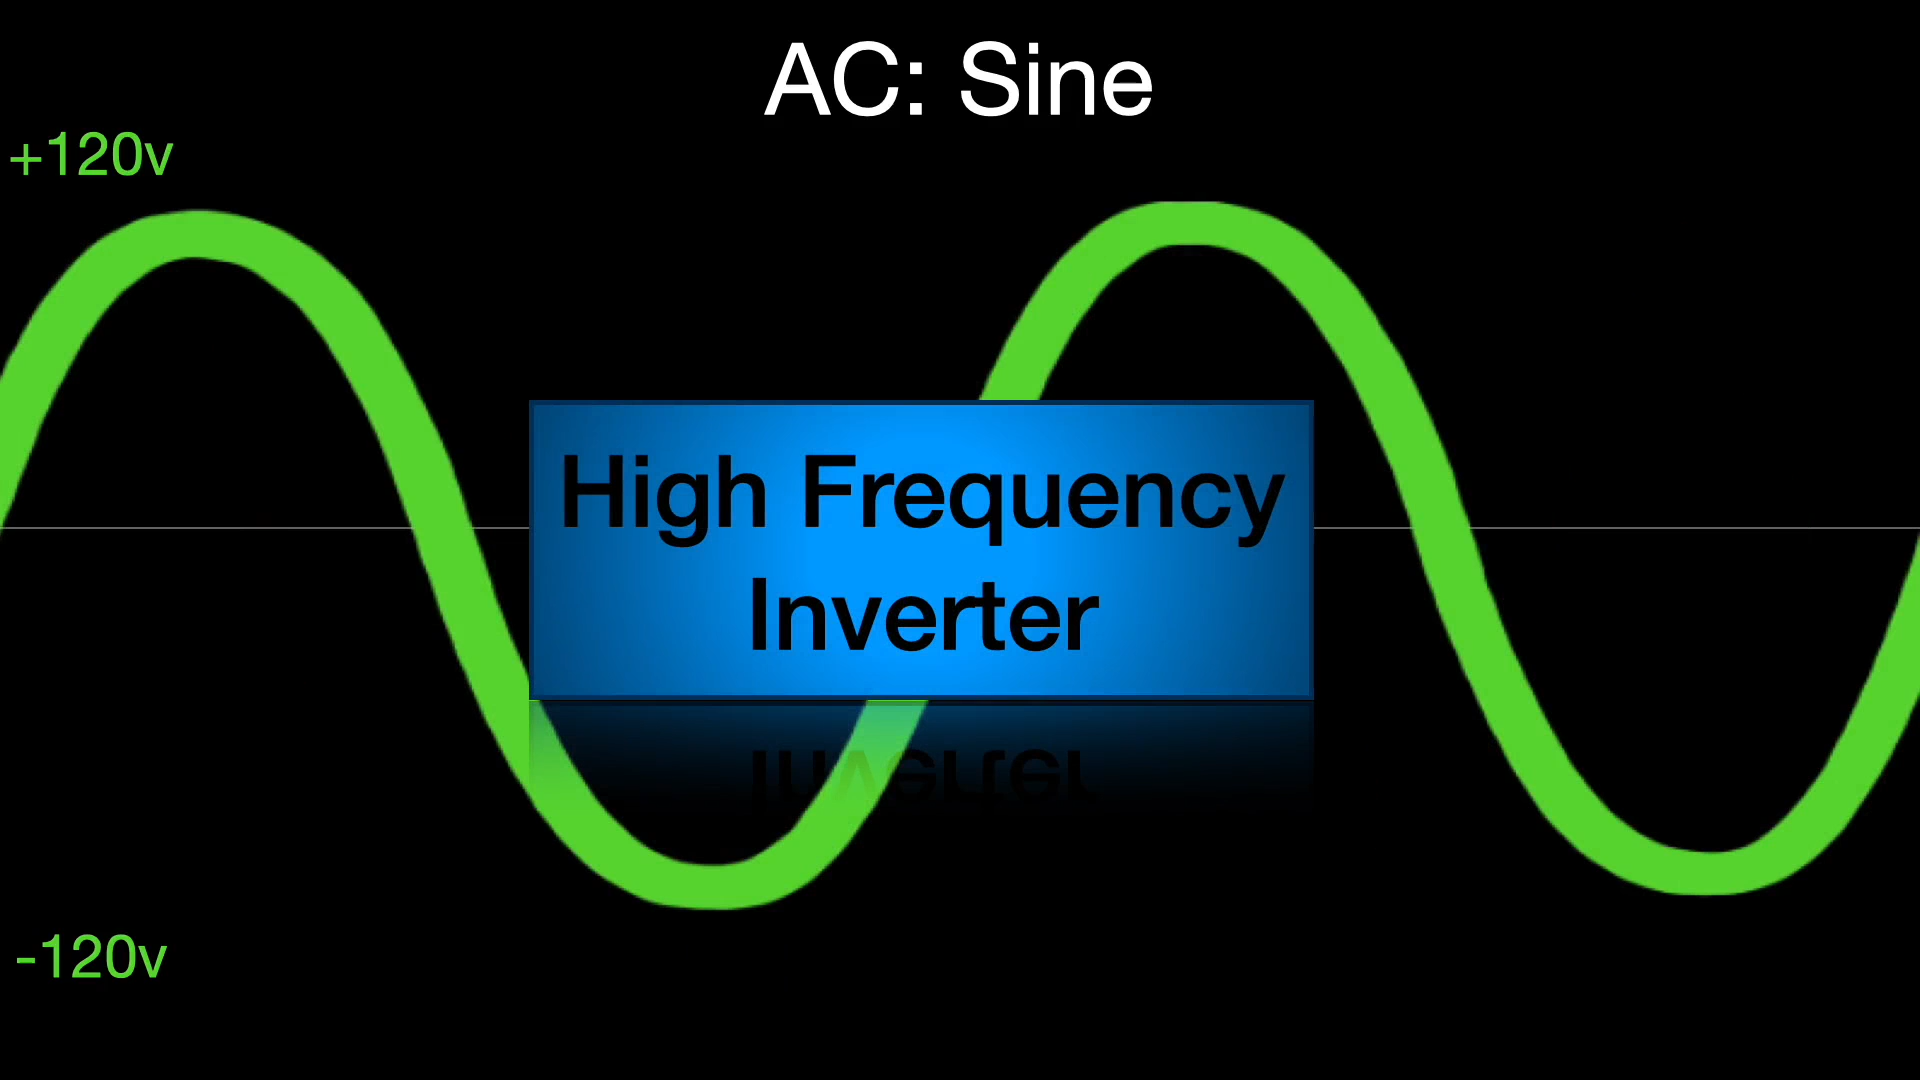 AC: Sine
+120v
High Frequency
Inverter
-120v